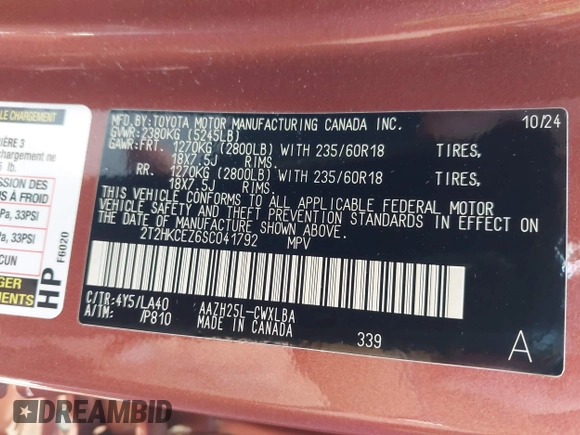 LE CHARGEMENT
IÈRE 3
chargement ne
lb.
SSION DES
S À FROID
Pa, 33PSI
Pa, 33PSI
CUN
GER
MENTS
HP
F6020
MFD.BY:TOYOTA MOTOR MANUFACTURING CANADA INC. 10/24
GVWR:2380KG (5245LB)
GAWR:FRT. 1270KG (2800LB) WITH 235/60R18 TIRES,
18X7.5J RIMS.
RR. 1270KG (2800LB) WITH 235/60R18 TIRES,
18X7.5J RIMS.
THIS VEHICLE CONFORMS TO ALL APPLICABLE FEDERAL MOTOR
VEHICLE SAFETY AND THEFT PREVENTION STANDARDS IN EFFECT ON
THE DATE OF MANUFACTURE SHOWN ABOVE.
2T2HKCEZ6SC041792 MPV
C/TR:4Y5/LA40 AAZH25L-CWXLBA
A/TM: /P810 MADE IN CANADA
339
A
DREAMBID